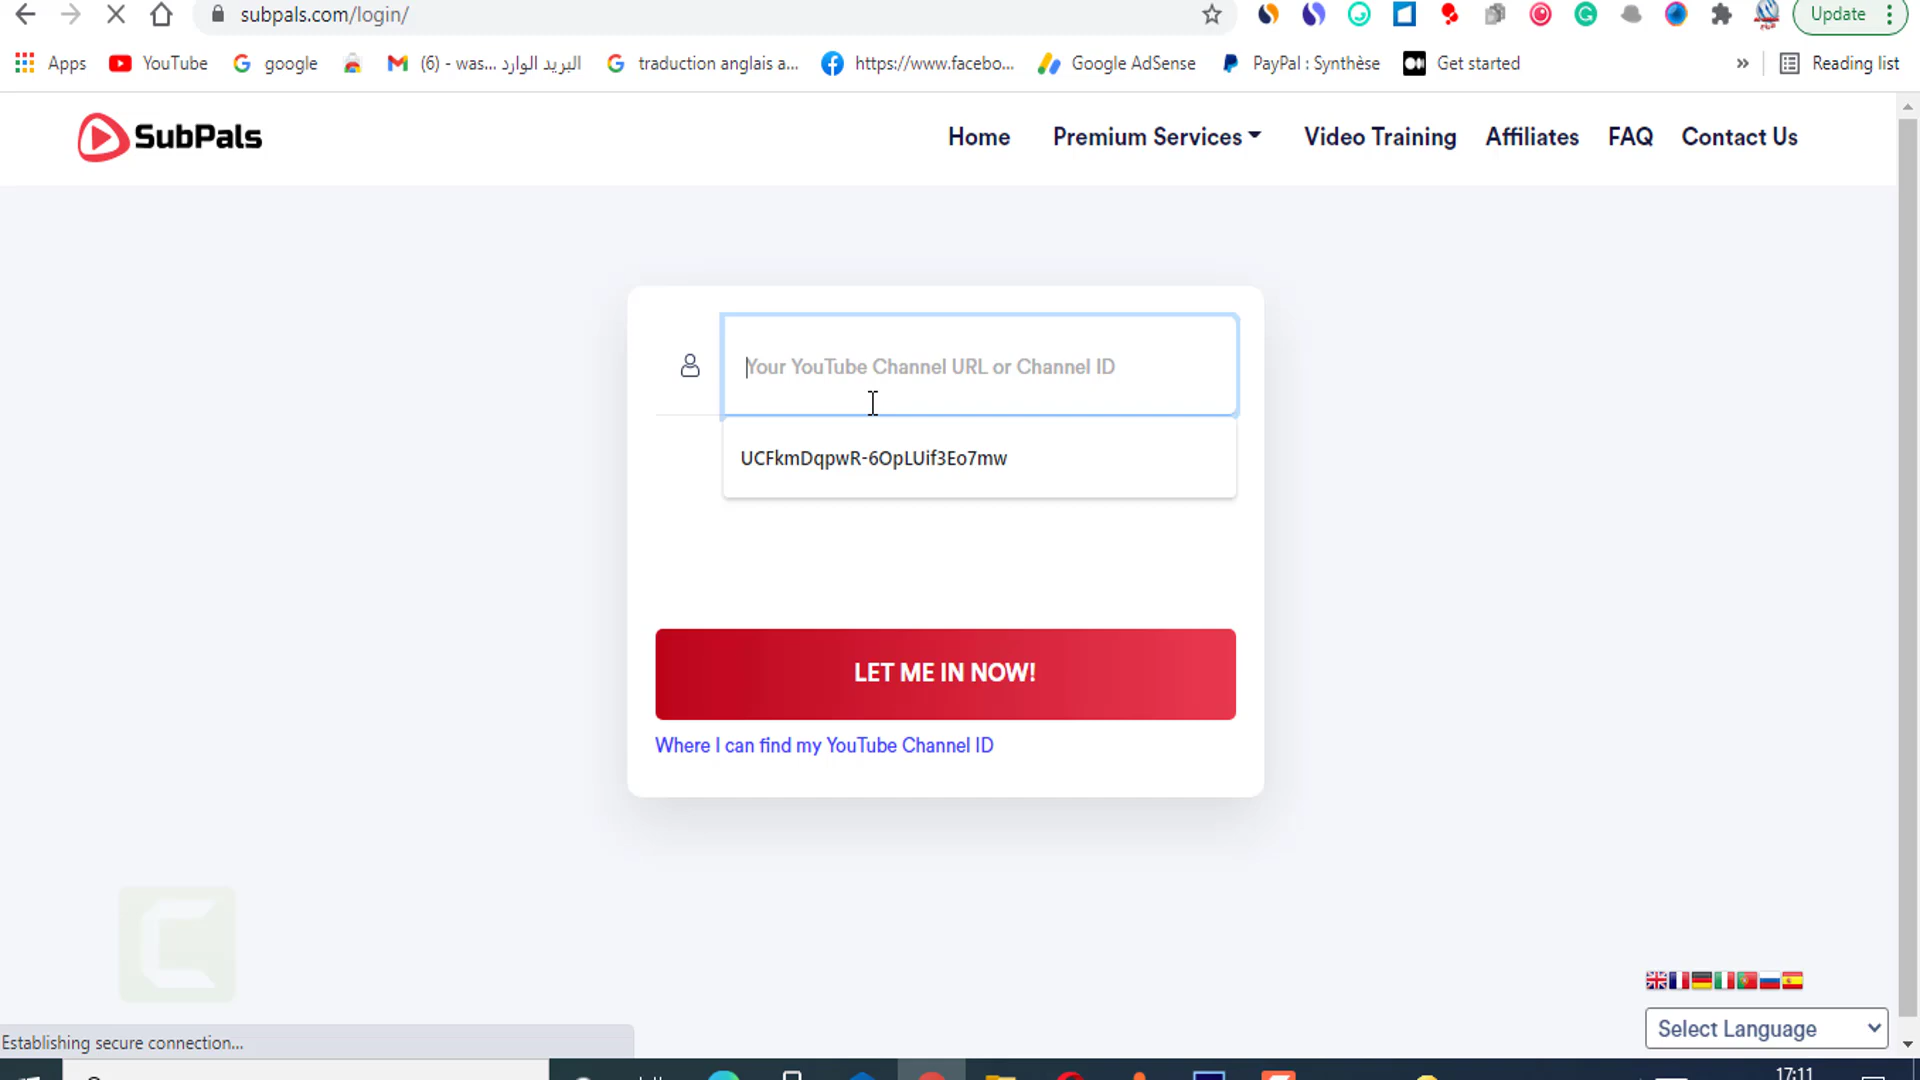 subpals.com/login/
Update
Apps YouTube google (6) - was... البريد الوارد traduction anglais a... https://www.facebo... Google AdSense PayPal : Synthèse Get started » Reading list
SubPals
Home Premium Services Video Training Affiliates FAQ Contact Us
Your YouTube Channel URL or Channel ID
UCFkmDqpwR-6OpLUif3Eo7mw
LET ME IN NOW!
Where I can find my YouTube Channel ID
Select Language
Establishing secure connection...
17:11